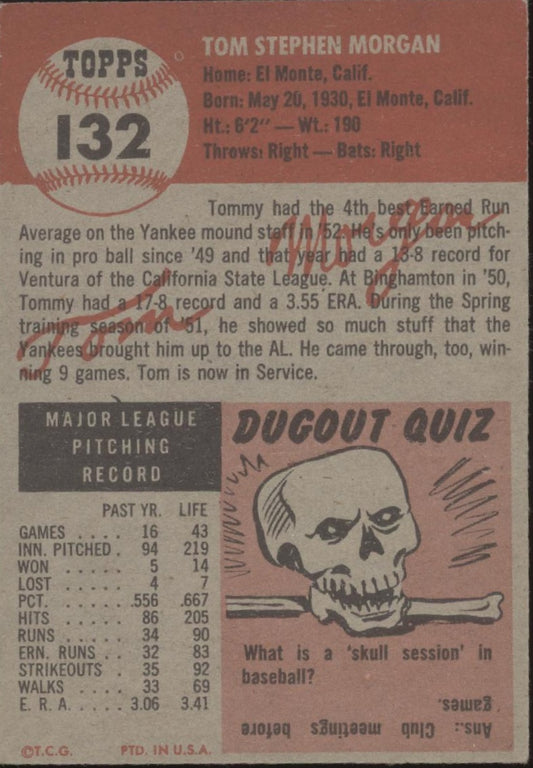 TOPPS
132
TOM STEPHEN MORGAN
Home: El Monte, Calif.
Born: May 20, 1930, El Monte, Calif.
Ht.: 6'2" — Wt.: 190
Throws: Right — Bats: Right
Tommy had the 4th best Earned Run
Average on the Yankee mound staff in '52. He's only been pitch-
ing in pro ball since '49 and that year had a 13-8 record for
Ventura of the California State League. At Binghamton in '50,
Tommy had a 17-8 record and a 3.55 ERA. During the Spring
training season of '51, he showed so much stuff that the
Yankees brought him up to the AL. He came through, too, win-
ning 9 games. Tom is now in Service.
Tom Morgan
MAJOR LEAGUE
PITCHING
RECORD
PAST YR. LIFE
GAMES . . . . 16 43
INN. PITCHED . 94 219
WON . . . . . 5 14
LOST . . . . . 4 7
PCT. . . . . . .556 .667
HITS . . . . . 86 205
RUNS . . . . . 34 90
ERN. RUNS . . 32 83
STRIKEOUTS . 35 92
WALKS . . . . 33 69
E. R. A. . . . . 3.06 3.41
©T.C.G. PTD. IN U.S.A.
DUGOUT QUIZ
What is a 'skull session' in
baseball?
Ans.: Club meetings before
games.